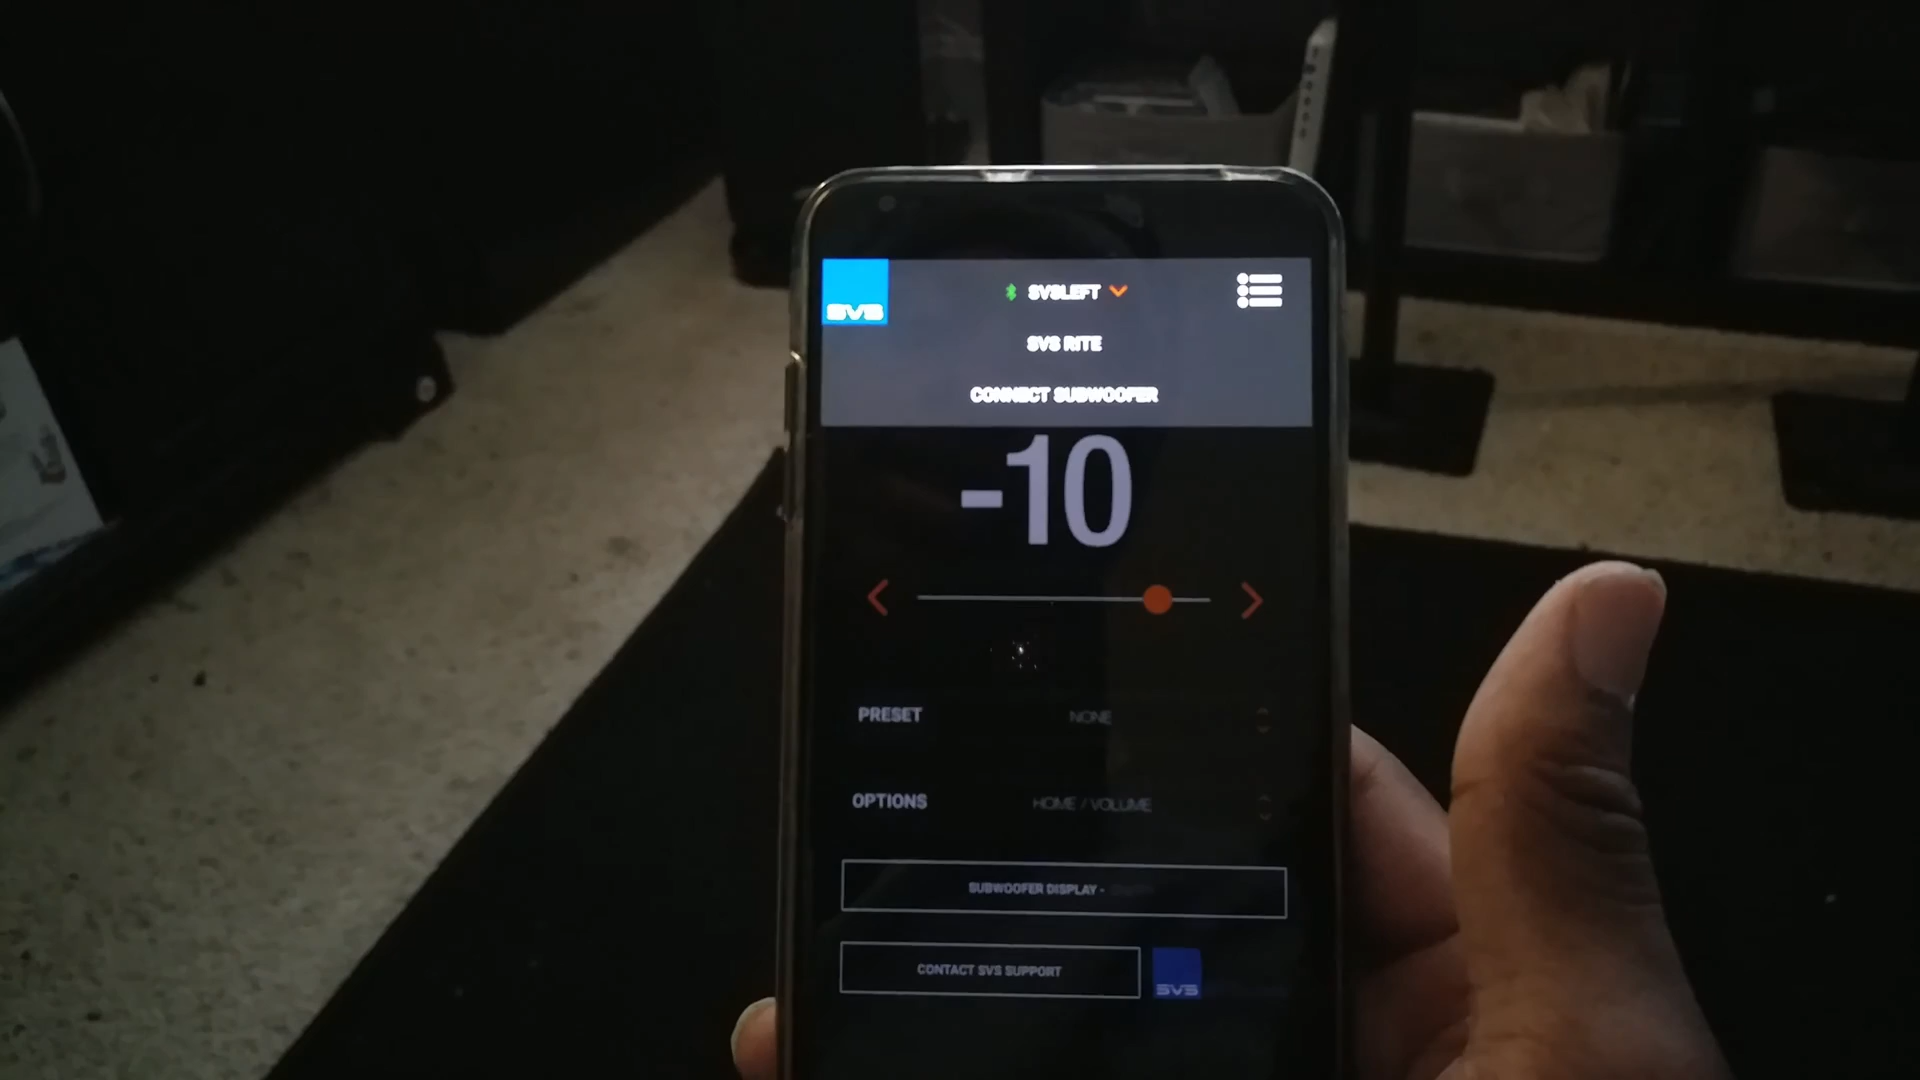 SVS
SVSLEFT
SVS RITE
CONNECT SUBWOOFER
-10
PRESET NONE
OPTIONS HOME / VOLUME
SUBWOOFER DISPLAY -
CONTACT SVS SUPPORT
SVS